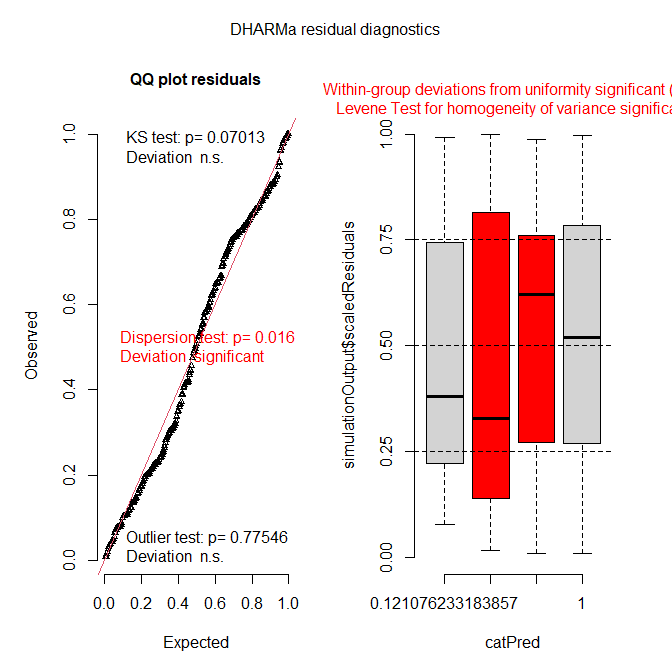 DHARMa residual diagnostics
QQ plot residuals
KS test: p= 0.07013
Deviation n.s.
Dispersion test: p= 0.016
Deviation significant
Outlier test: p= 0.77546
Deviation n.s.
Observed
0.0
0.2
0.4
0.6
0.8
1.0
0.0 0.2 0.4 0.6 0.8 1.0
Expected
Within-group deviations from uniformity significant (
Levene Test for homogeneity of variance significa
simulationOutput$scaledResiduals
0.00
0.25
0.50
0.75
1.00
0.121076233183857 1
catPred